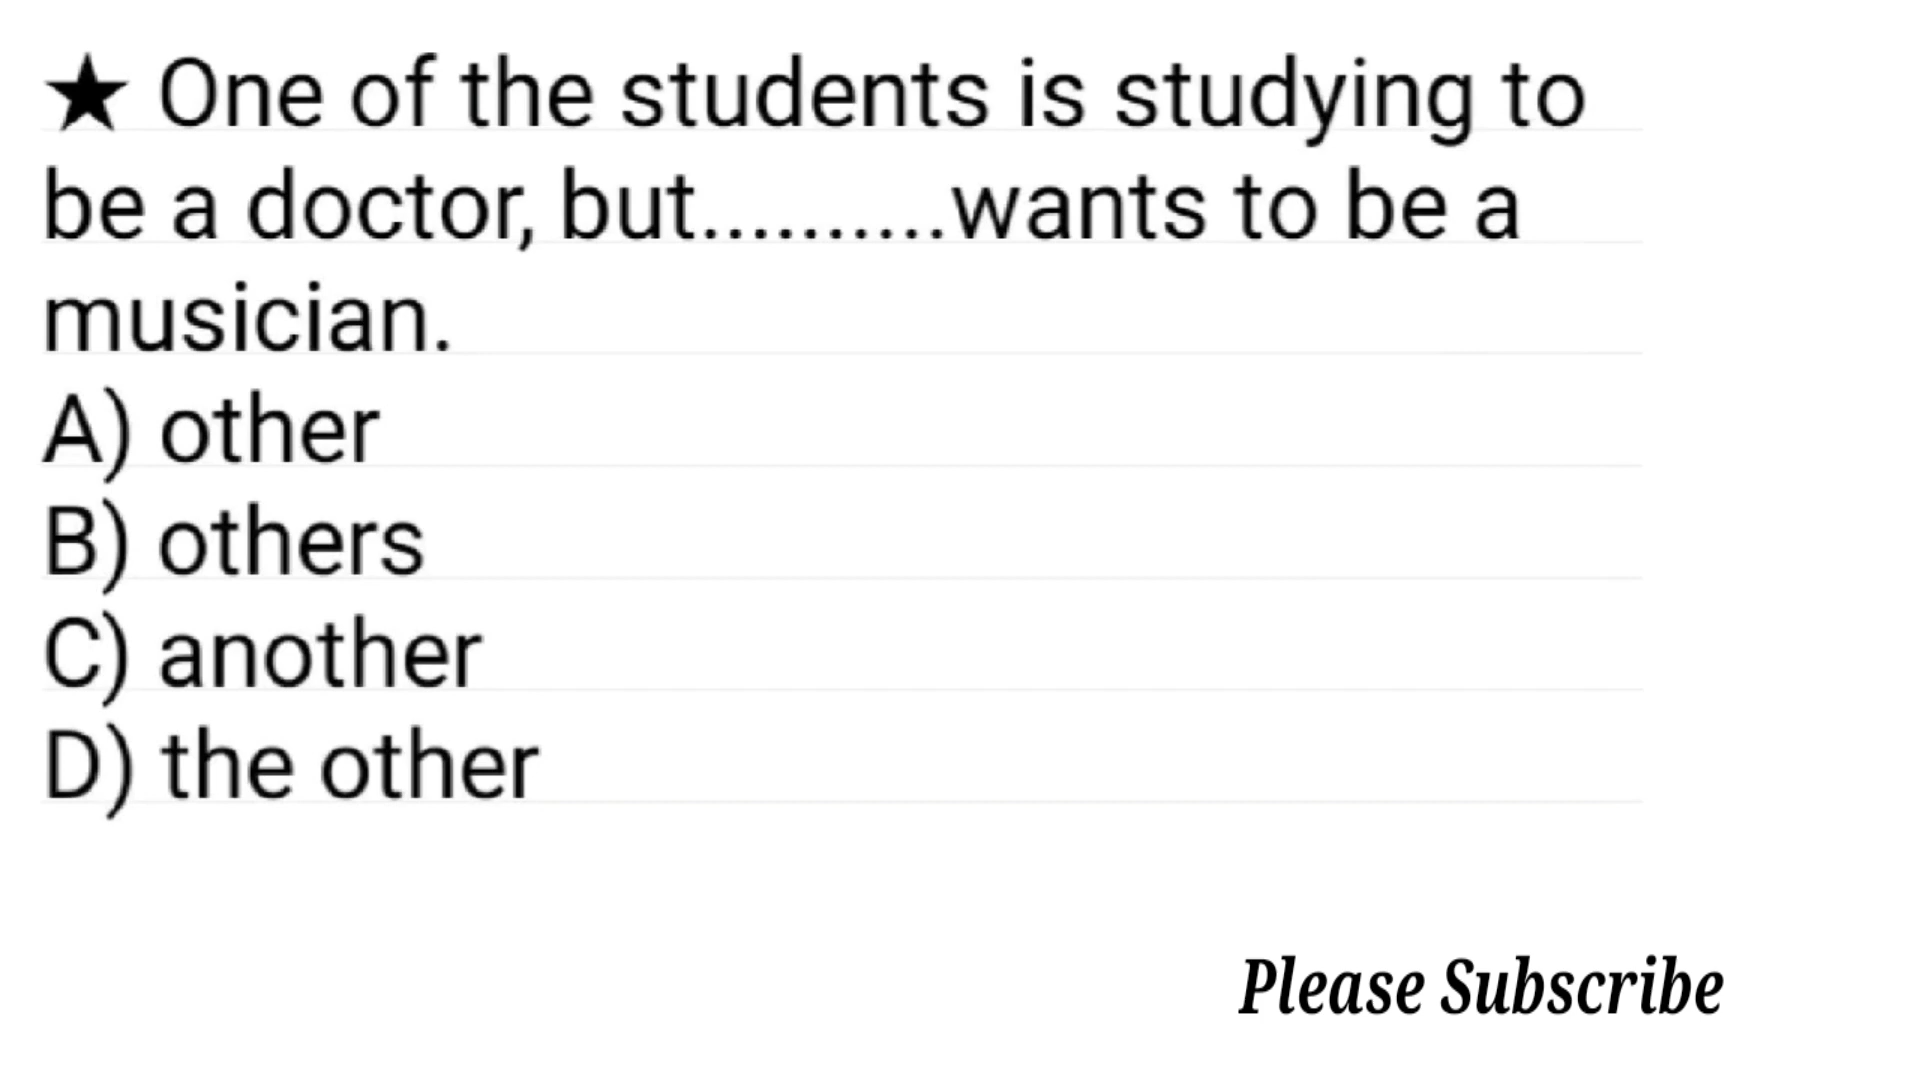 ★ One of the students is studying to
be a doctor, but..........wants to be a
musician.
A) other
B) others
C) another
D) the other
Please Subscribe